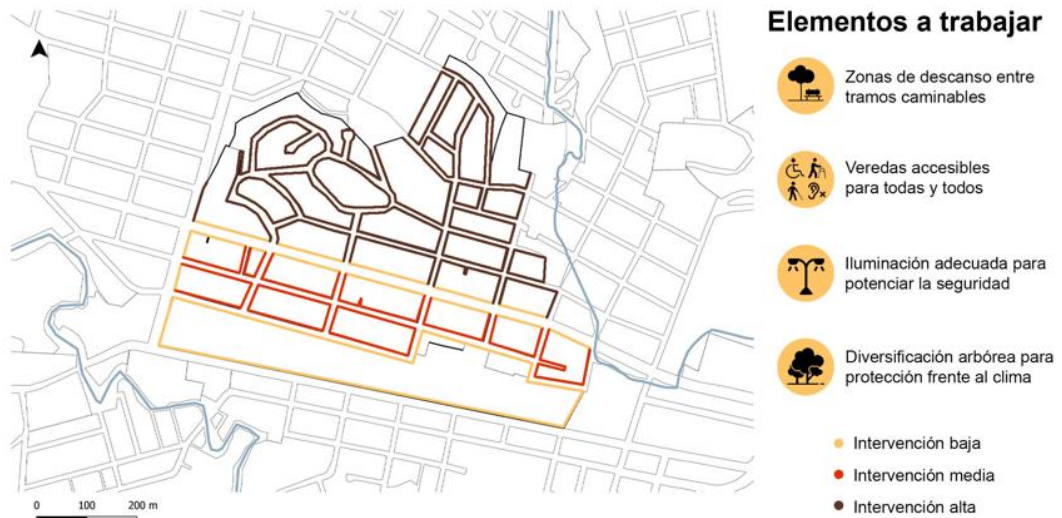 Elementos a trabajar
Zonas de descanso entre
tramos caminables
Veredas accesibles
para todas y todos
Iluminación adecuada para
potenciar la seguridad
Diversificación arbórea para
protección frente al clima
Intervención baja
Intervención media
Intervención alta
0 100 200 m